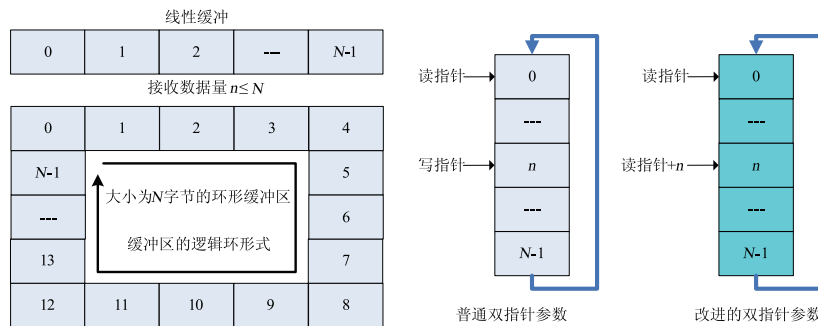 线性缓冲
0 1 2 --- N-1
接收数据量n≤N
0 1 2 3 4
N-1 5
大小为N字节的环形缓冲区
--- 6
缓冲区的逻辑环形式
13 7
12 11 10 9 8
读指针 0
---
写指针 n
---
N-1
普通双指针参数
读指针 0
---
读指针+n n
---
N-1
改进的双指针参数